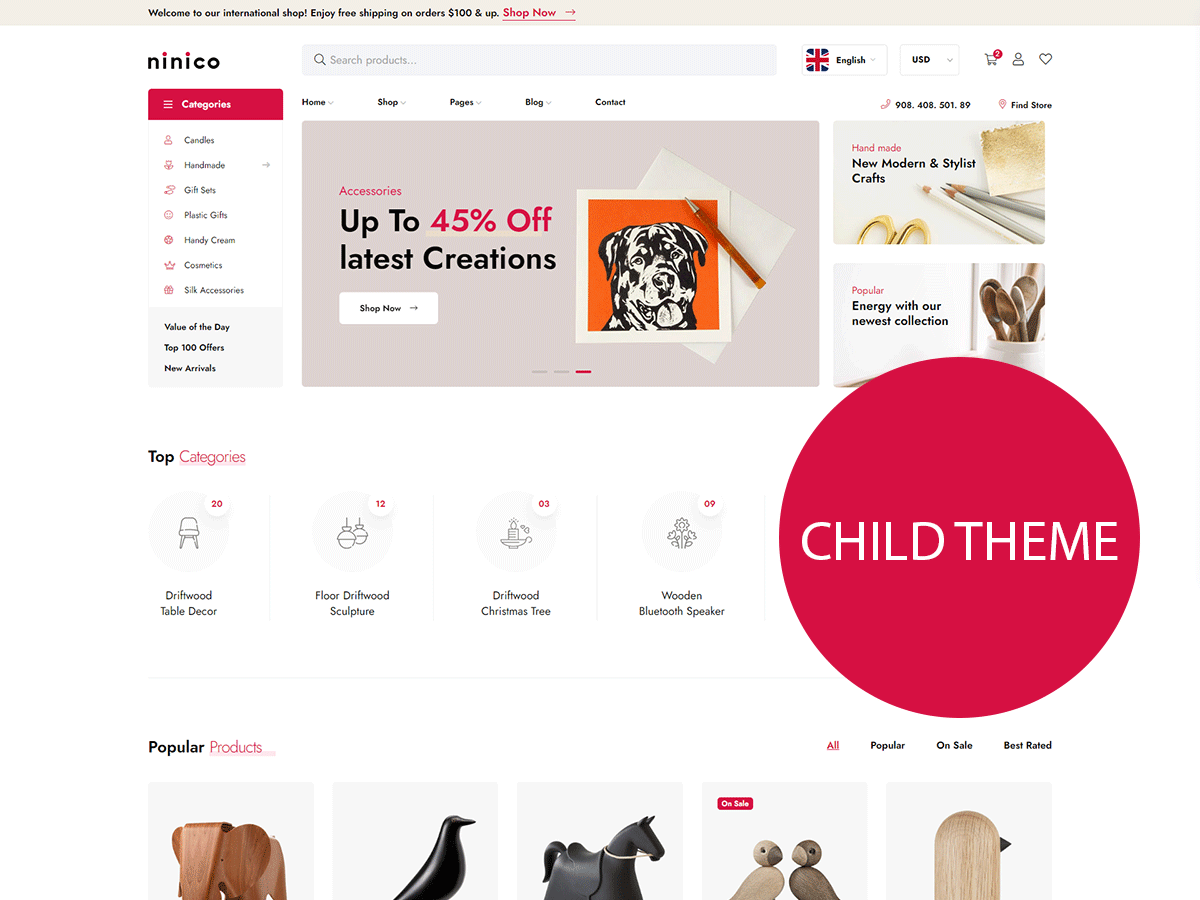 Welcome to our international shop! Enjoy free shipping on orders $100 & up. Shop Now
ninico
Search products...
English
USD
2
Categories
Home
Shop
Pages
Blog
Contact
908. 408. 501. 89
Find Store
Candles
Handmade
Gift Sets
Plastic Gifts
Handy Cream
Cosmetics
Silk Accessories
Value of the Day
Top 100 Offers
New Arrivals
Accessories
Up To 45% Off
latest Creations
Shop Now
Hand made
New Modern & Stylist
Crafts
Popular
Energy with our
newest collection
Top Categories
20
Driftwood
Table Decor
12
Floor Driftwood
Sculpture
03
Driftwood
Christmas Tree
09
Wooden
Bluetooth Speaker
CHILD THEME
Popular Products
All
Popular
On Sale
Best Rated
On Sale